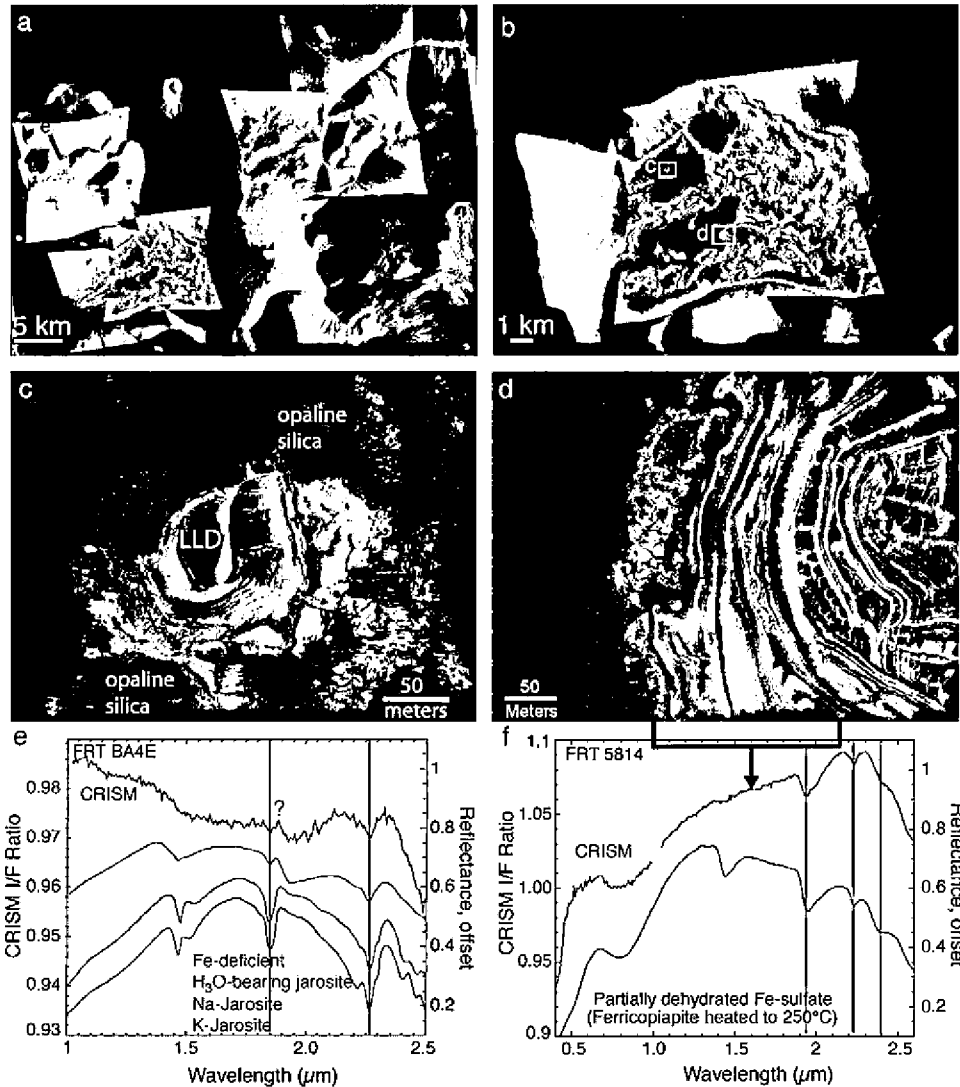 a
e
5 km
b
c
d
1 km
c
opaline
silica
LLD
opaline
silica
50
meters
d
50
Meters
e
FRT BA4E
CRISM
?
Fe-deficient
H₃O-bearing jarosite
Na-Jarosite
K-Jarosite
CRISM I/F Ratio
0.98
0.97
0.96
0.95
0.94
0.93
1
0.8
0.6
0.4
0.2
Reflectance, offset
1
1.5
2.0
2.5
Wavelength (µm)
f
FRT 5814
CRISM
Partially dehydrated Fe-sulfate
(Ferricopiapite heated to 250°C)
CRISM I/F Ratio
1.1
1.05
1.00
0.95
0.9
1
0.8
0.6
0.4
0.2
Reflectance, offset
0.4
1.0
1.5
2
2.6
Wavelength (µm)